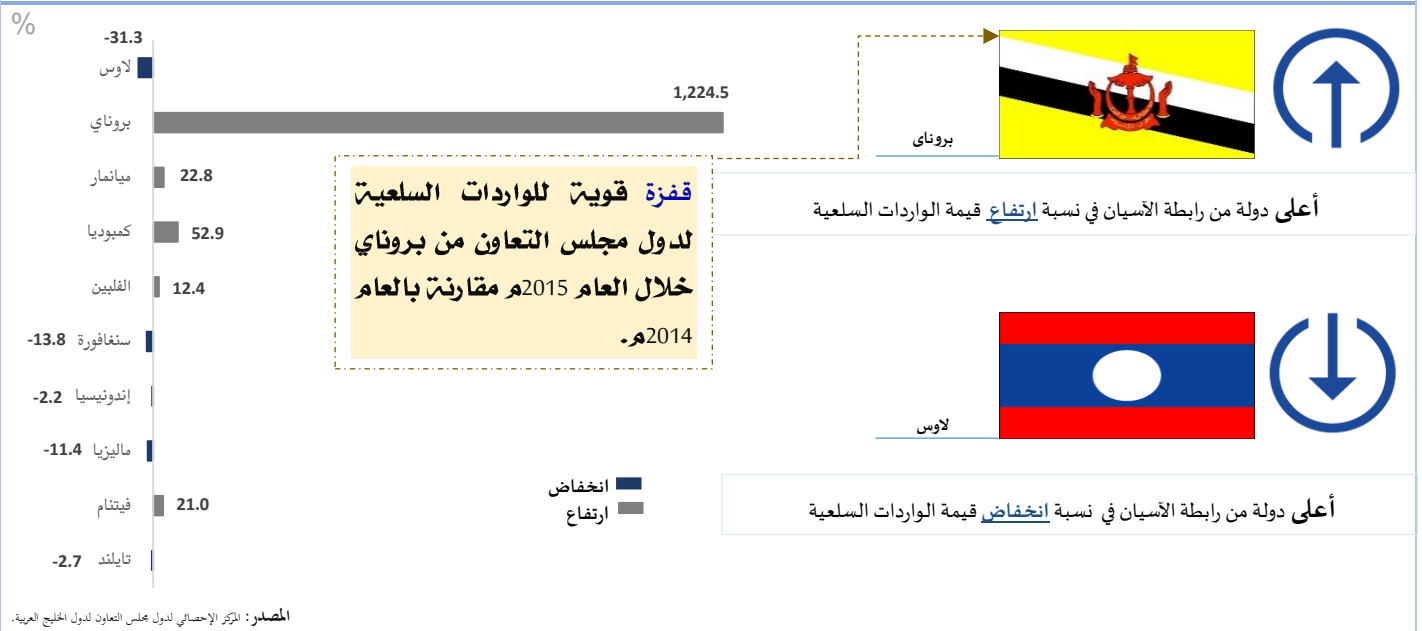 %
-31.3
لاوس
1,224.5
بروناي
ميانمار 22.8
كمبوديا 52.9
الفلبين 12.4
سنغافورة -13.8
إندونيسيا -2.2
ماليزيا -11.4
فيتنام 21.0
تايلند -2.7
قفزة قوية للواردات السلعية
لدول مجلس التعاون من بروناي
خلال العام 2015م مقارنة بالعام
2014م.
انخفاض
ارتفاع
بروناى
أعلى دولة من رابطة الآسيان في نسبة ارتفاع قيمة الواردات السلعية
لاوس
أعلى دولة من رابطة الآسيان في نسبة انخفاض قيمة الواردات السلعية
المصدر: المركز الإحصائي لدول مجلس التعاون لدول الخليج العربية.